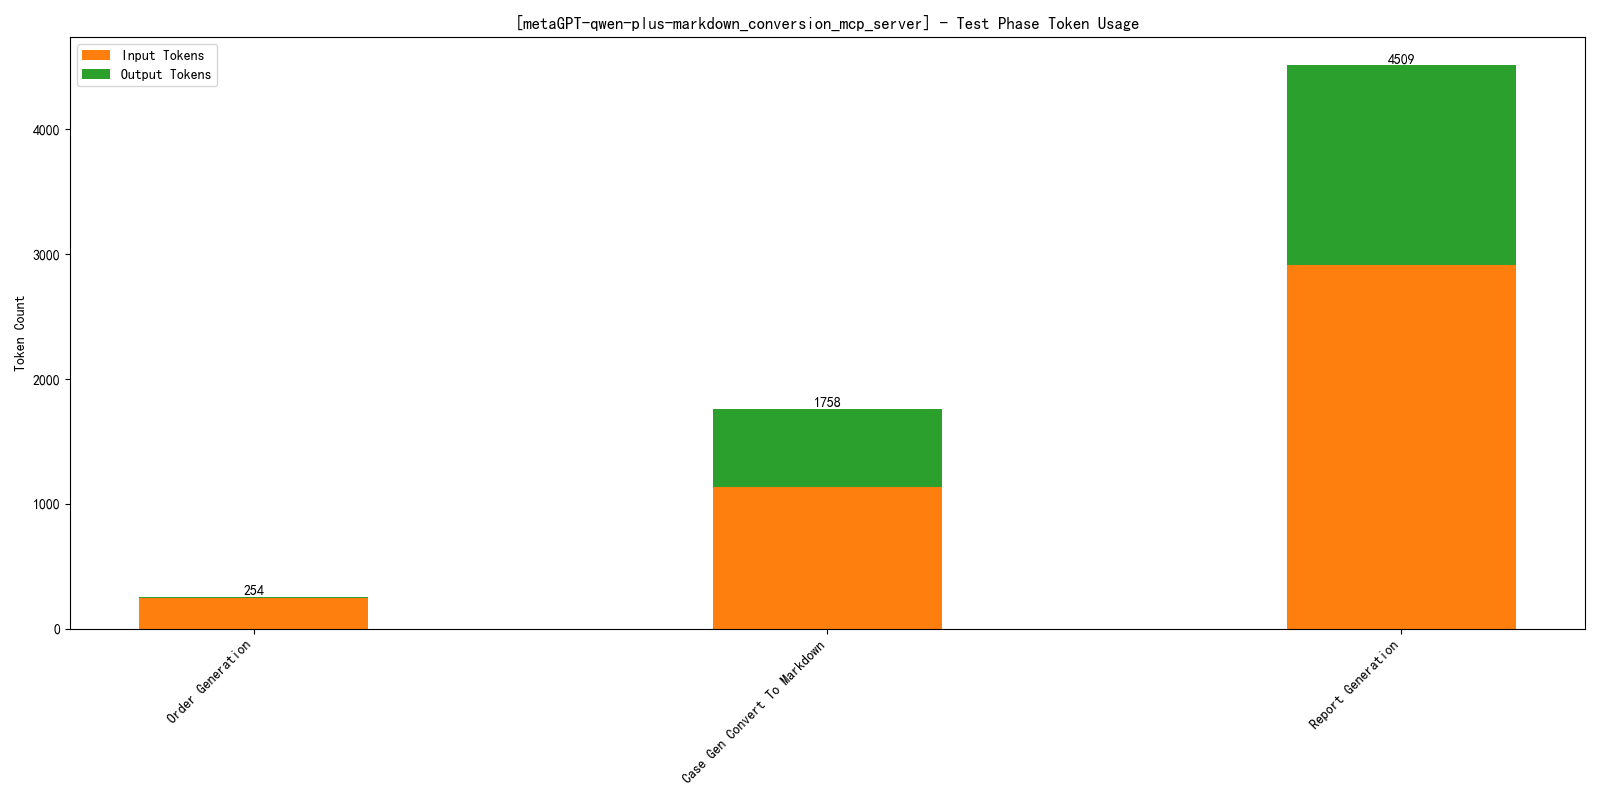 [metaGPT-qwen-plus-markdown_conversion_mcp_server] - Test Phase Token Usage
Input Tokens
Output Tokens
Token Count
4000
3000
2000
1000
0
254
1758
4509
Order Generation
Case Gen Convert To Markdown
Report Generation